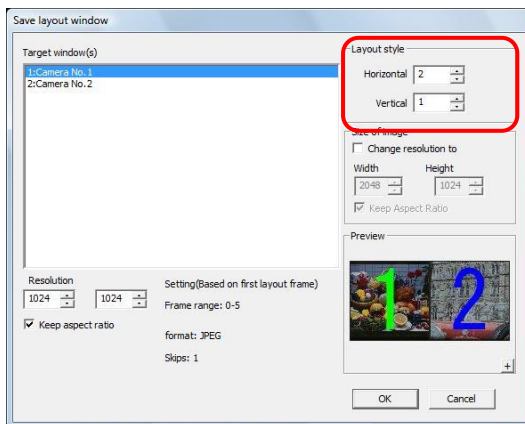 Save layout window
Target window(s)
1:Camera No.1
2:Camera No.2
Layout style
Horizontal 2
Vertical 1
Size of image
Change resolution to
Width Height
2048 1024
Keep Aspect Ratio
Preview
1 2
+
Resolution
1024 1024
Keep aspect ratio
Setting(Based on first layout frame)
Frame range: 0-5
format: JPEG
Skips: 1
OK Cancel